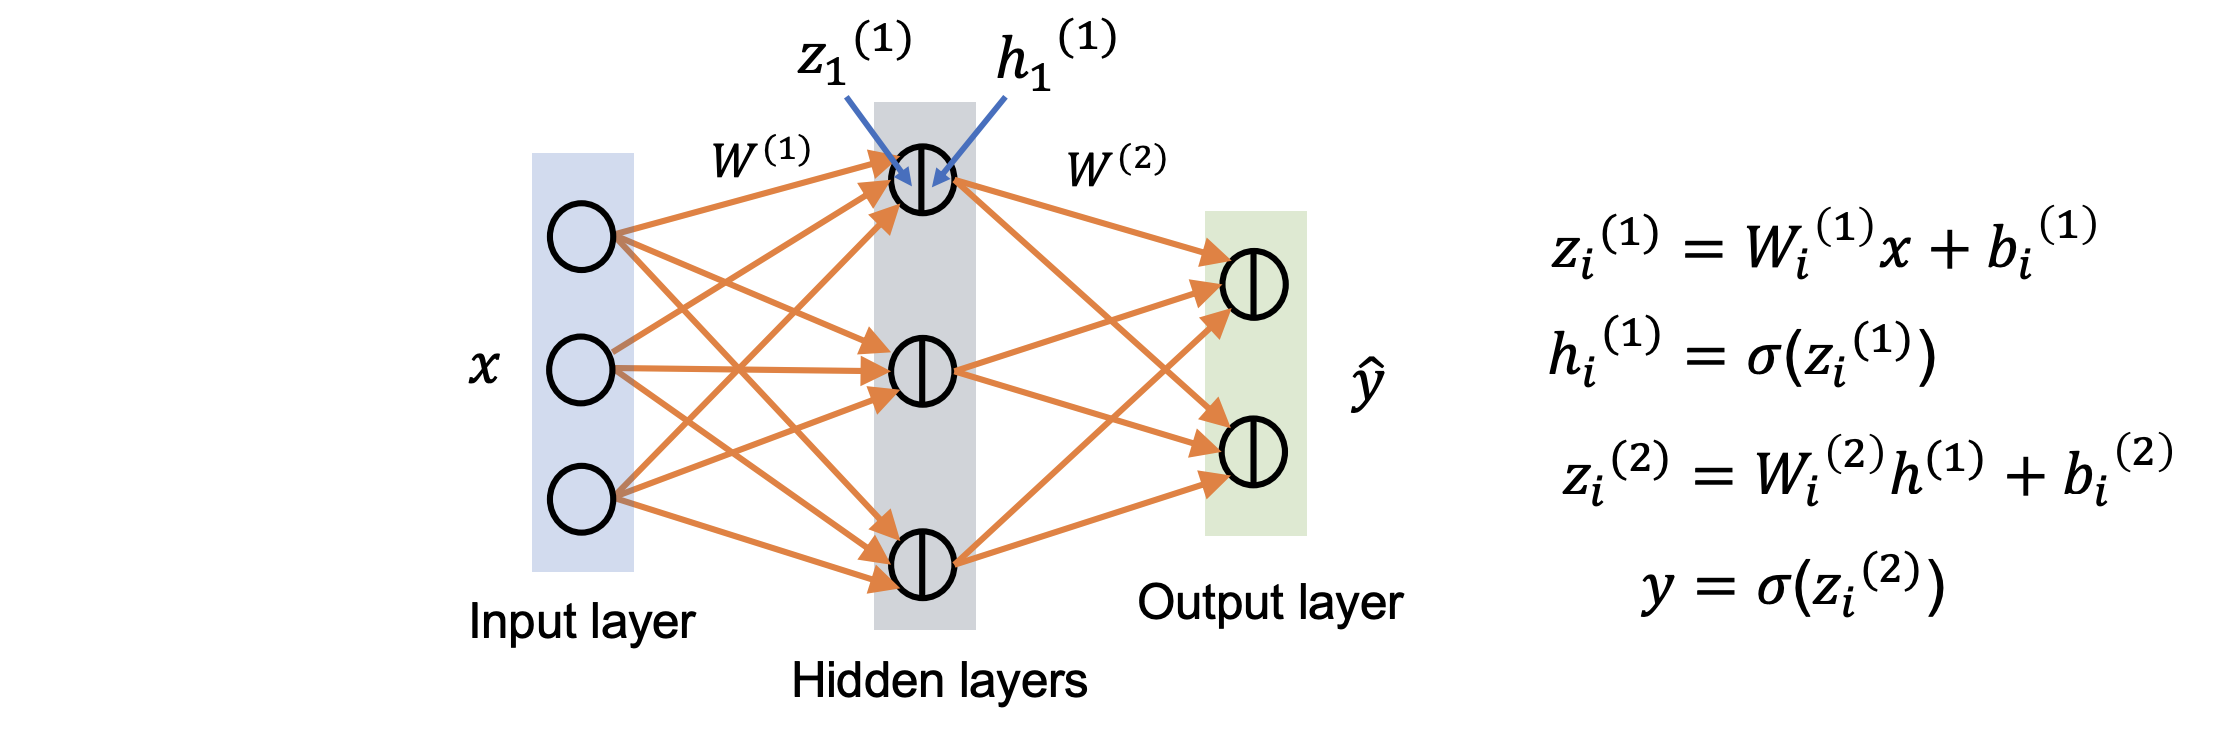 z₁⁽¹⁾
h₁⁽¹⁾
W⁽¹⁾
W⁽²⁾
x
ŷ
Input layer
Hidden layers
Output layer
zᵢ⁽¹⁾ = Wᵢ⁽¹⁾x + bᵢ⁽¹⁾
hᵢ⁽¹⁾ = σ(zᵢ⁽¹⁾)
zᵢ⁽²⁾ = Wᵢ⁽²⁾h⁽¹⁾ + bᵢ⁽²⁾
y = σ(zᵢ⁽²⁾)